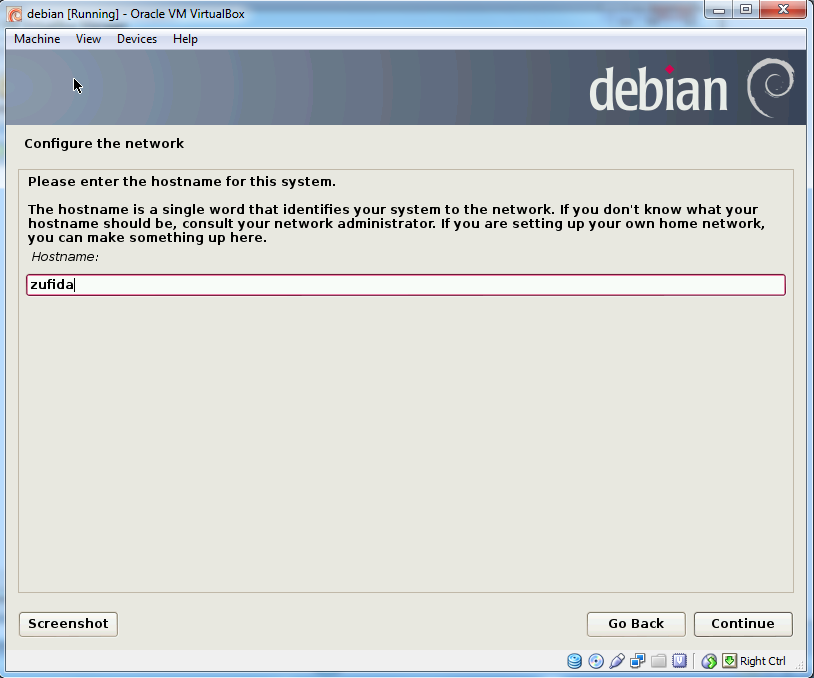 debian [Running] - Oracle VM VirtualBox
Machine View Devices Help
debian
Configure the network
Please enter the hostname for this system.
The hostname is a single word that identifies your system to the network. If you don't know what your
hostname should be, consult your network administrator. If you are setting up your own home network,
you can make something up here.
Hostname:
zufida
Screenshot Go Back Continue
Right Ctrl